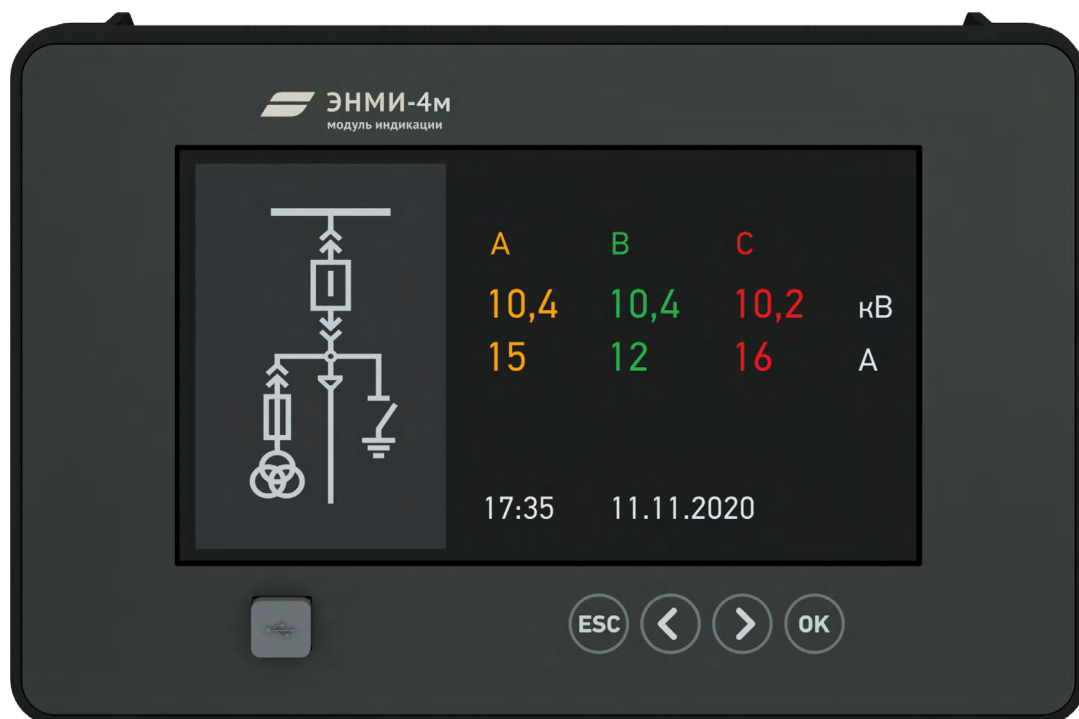 ЭНМИ-4м
модуль индикации
A B C
10,4 10,4 10,2 кВ
15 12 16 А
17:35 11.11.2020
ESC OK